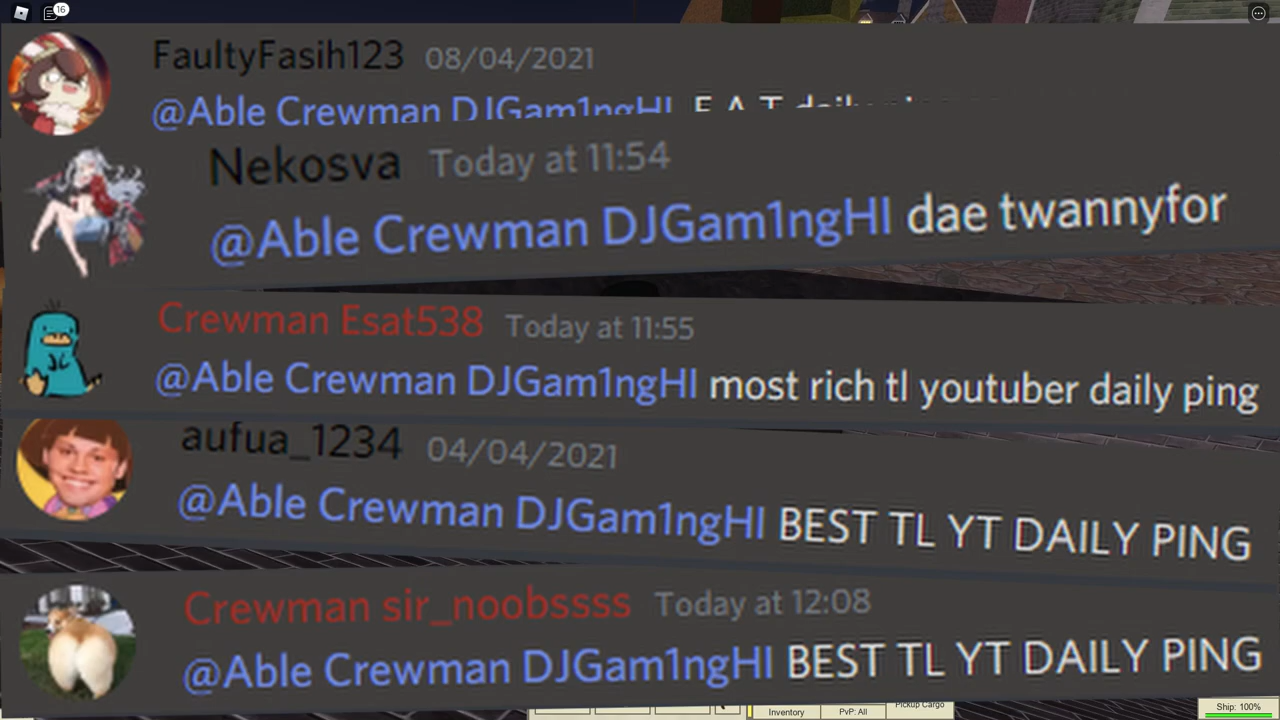 16
FaultyFasih123 08/04/2021
@Able Crewman DJGam1ngHI E A T daily
Nekosva Today at 11:54
@Able Crewman DJGam1ngHI dae twannyfor
Crewman Esat538 Today at 11:55
@Able Crewman DJGam1ngHI most rich tl youtuber daily ping
aufua_1234 04/04/2021
@Able Crewman DJGam1ngHI BEST TL YT DAILY PING
Crewman sir_noobssss Today at 12:08
@Able Crewman DJGam1ngHI BEST TL YT DAILY PING
Inventory PvP: All Pickup Cargo Ship: 100%